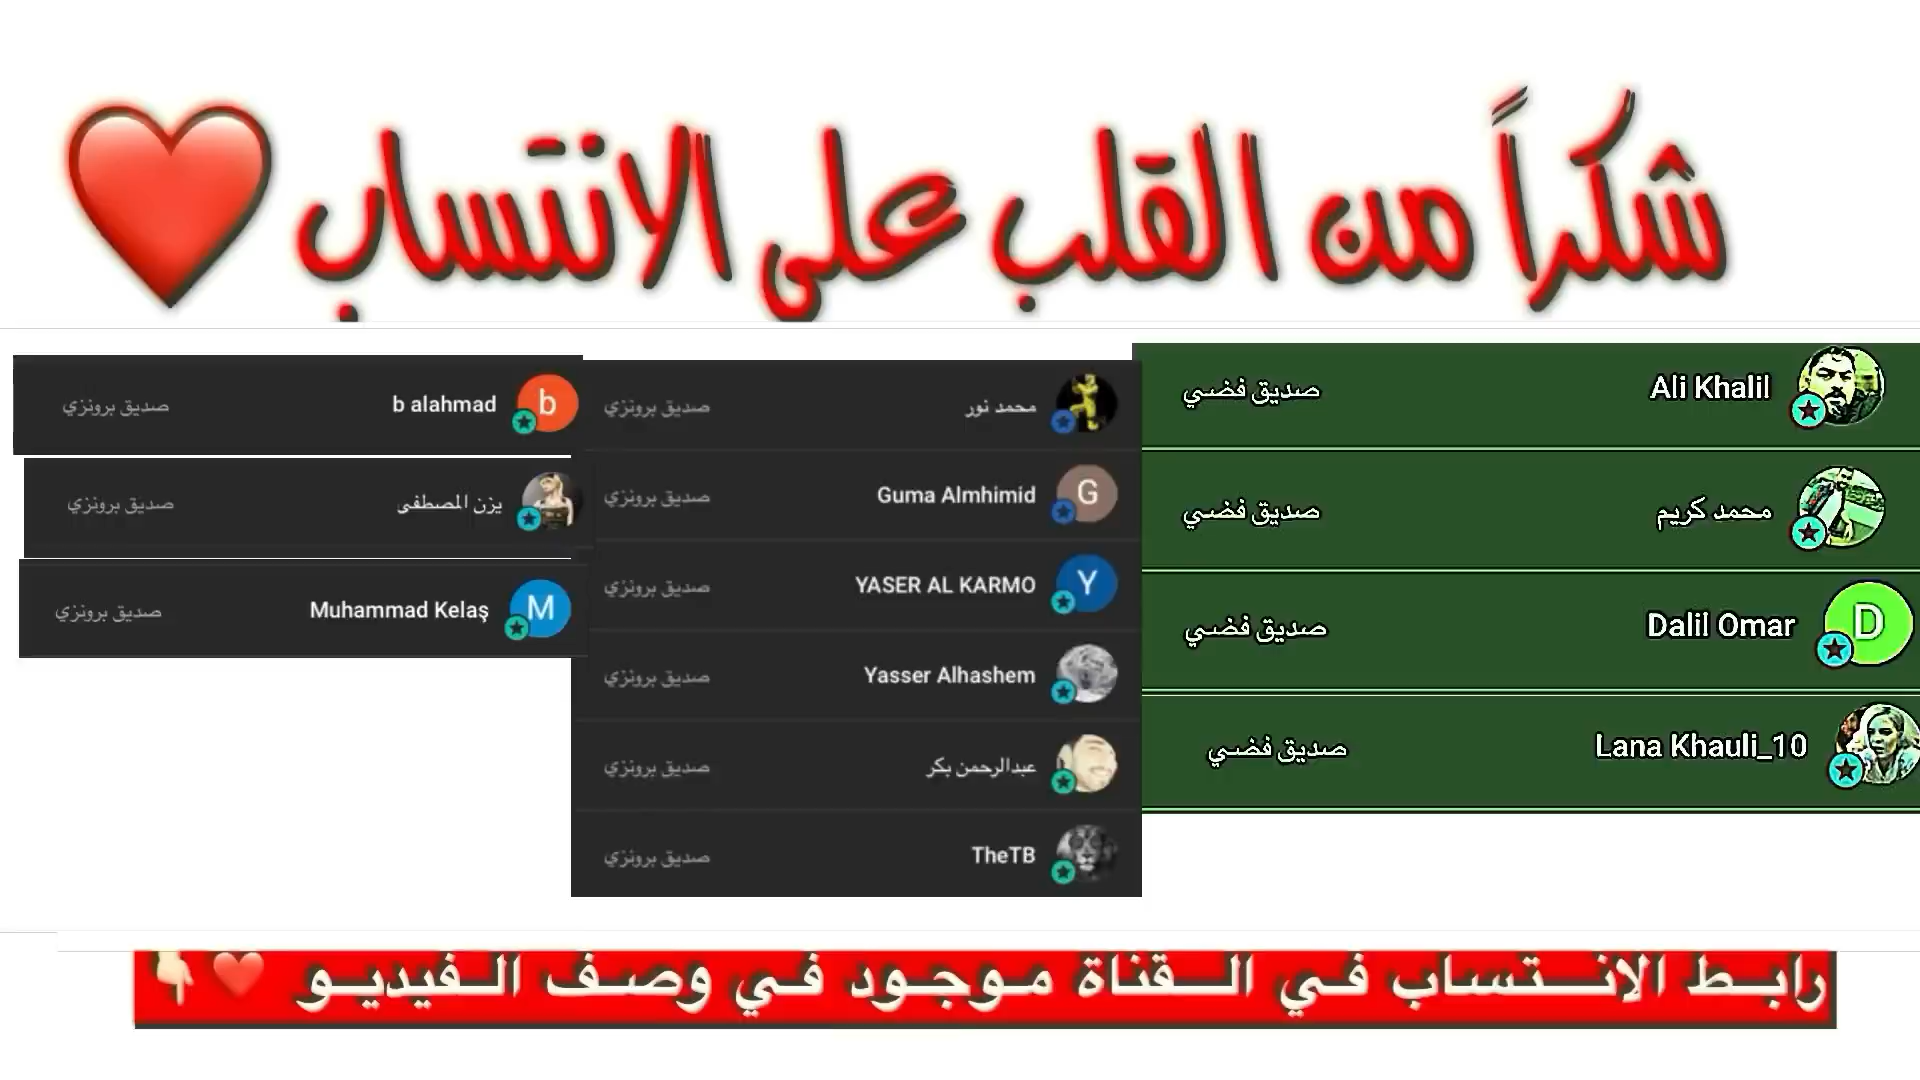 شكراً من القلب على الانتساب ❤️
Ali Khalil صديق فضي
محمد كريم صديق فضي
D Dalil Omar صديق فضي
Lana Khauli_10 صديق فضي
محمد نور صديق برونزي
G Guma Almhimid صديق برونزي
Y YASER AL KARMO صديق برونزي
Yasser Alhashem صديق برونزي
عبدالرحمن بكر صديق برونزي
TheTB صديق برونزي
b b alahmad صديق برونزي
يزن المصطفى صديق برونزي
M Muhammad Kelaş صديق برونزي
رابط الانتساب في القناة موجود في وصف الفيديو ❤️ 👇